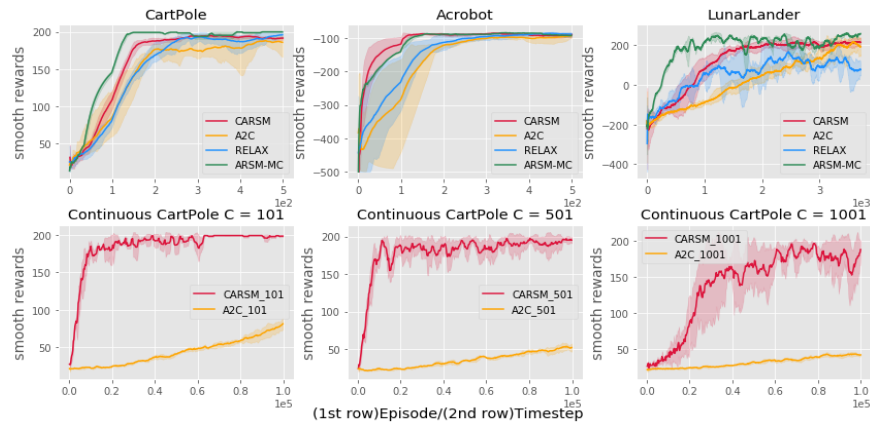 CartPole
Acrobot
LunarLander
smooth rewards
200
150
100
50
CARSM
A2C
RELAX
ARSM-MC
0 1 2 3 4 5
1e2
smooth rewards
−100
−200
−300
−400
−500
CARSM
A2C
RELAX
ARSM-MC
0 1 2 3 4 5
1e2
smooth rewards
200
0
−200
−400
CARSM
A2C
RELAX
ARSM-MC
0 1 2 3
1e3
Continuous CartPole C = 101
Continuous CartPole C = 501
Continuous CartPole C = 1001
smooth rewards
200
150
100
50
CARSM_101
A2C_101
0.0 0.2 0.4 0.6 0.8 1.0
1e5
smooth rewards
200
150
100
50
CARSM_501
A2C_501
0.0 0.2 0.4 0.6 0.8 1.0
1e5
smooth rewards
200
150
100
50
CARSM_1001
A2C_1001
0.0 0.2 0.4 0.6 0.8 1.0
1e5
(1st row)Episode/(2nd row)Timestep